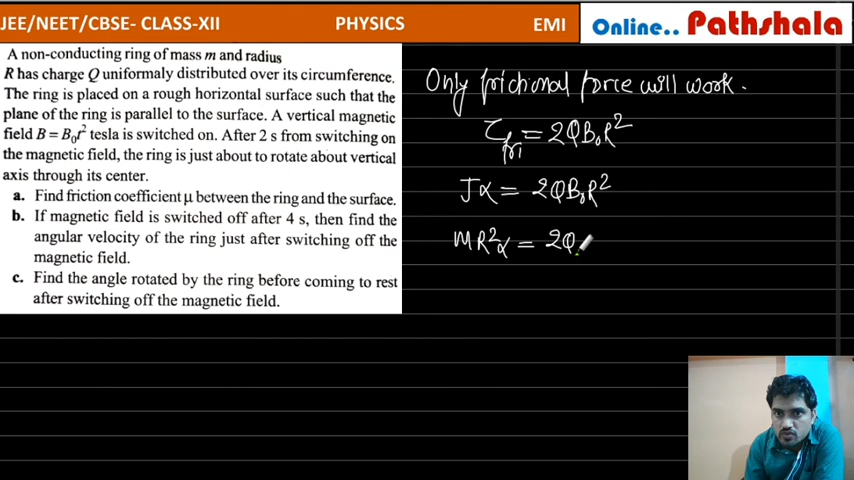 JEE/NEET/CBSE- CLASS-XII PHYSICS EMI Online.. Pathshala
A non-conducting ring of mass m and radius
R has charge Q uniformaly distributed over its circumference.
The ring is placed on a rough horizontal surface such that the
plane of the ring is parallel to the surface. A vertical magnetic
field B = B₀t² tesla is switched on. After 2 s from switching on
the magnetic field, the ring is just about to rotate about vertical
axis through its center.
a. Find friction coefficient μ between the ring and the surface.
b. If magnetic field is switched off after 4 s, then find the
angular velocity of the ring just after switching off the
magnetic field.
c. Find the angle rotated by the ring before coming to rest
after switching off the magnetic field.
Only frictional force will work.
τfri = 2QB₀R²
Jα = 2QB₀R²
MR²α = 2Q